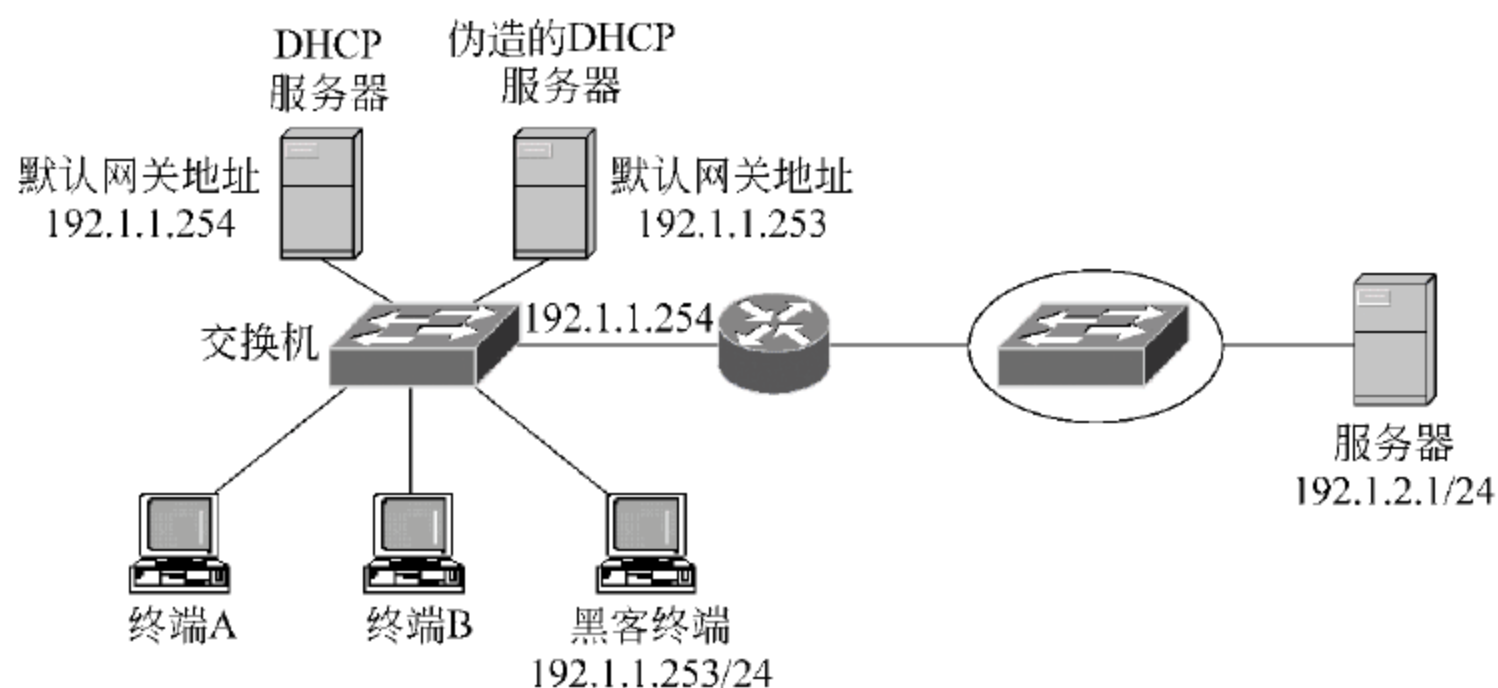 DHCP
服务器
伪造的DHCP
服务器
默认网关地址
192.1.1.254
默认网关地址
192.1.1.253
交换机
192.1.1.254
服务器
192.1.2.1/24
终端A
终端B
黑客终端
192.1.1.253/24